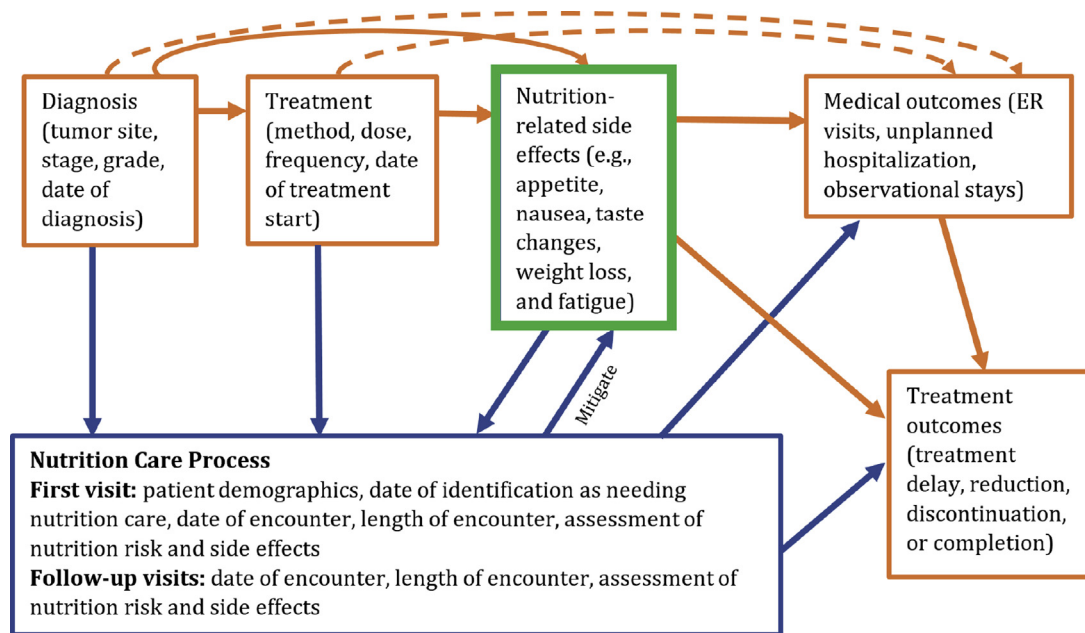 Diagnosis
(tumor site,
stage, grade,
date of
diagnosis)
Treatment
(method, dose,
frequency, date
of treatment
start)
Nutrition-
related side
effects (e.g.,
appetite,
nausea, taste
changes,
weight loss,
and fatigue)
Medical outcomes (ER
visits, unplanned
hospitalization,
observational stays)
Mitigate
Treatment
outcomes
(treatment
delay, reduction,
discontinuation,
or completion)
Nutrition Care Process
First visit: patient demographics, date of identification as needing
nutrition care, date of encounter, length of encounter, assessment of
nutrition risk and side effects
Follow-up visits: date of encounter, length of encounter, assessment of
nutrition risk and side effects